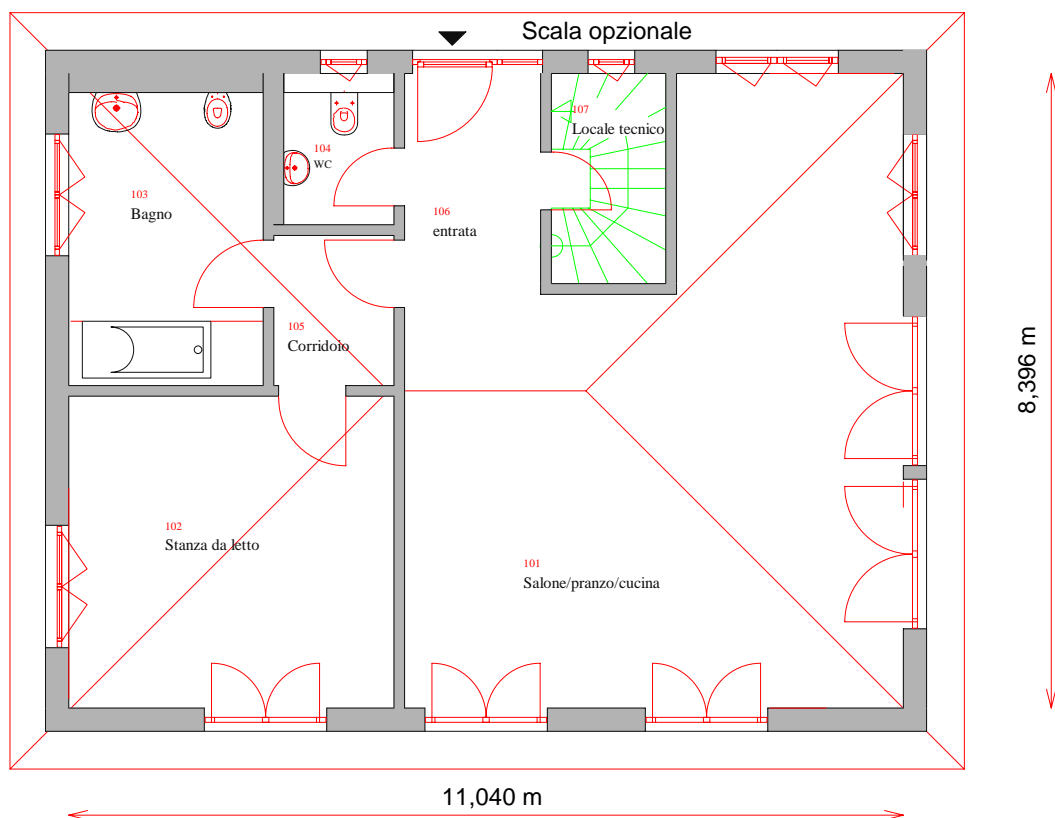 Scala opzionale
107
Locale tecnico
104
WC
103
Bagno
106
entrata
105
Corridoio
8,396 m
102
Stanza da letto
101
Salone/pranzo/cucina
11,040 m